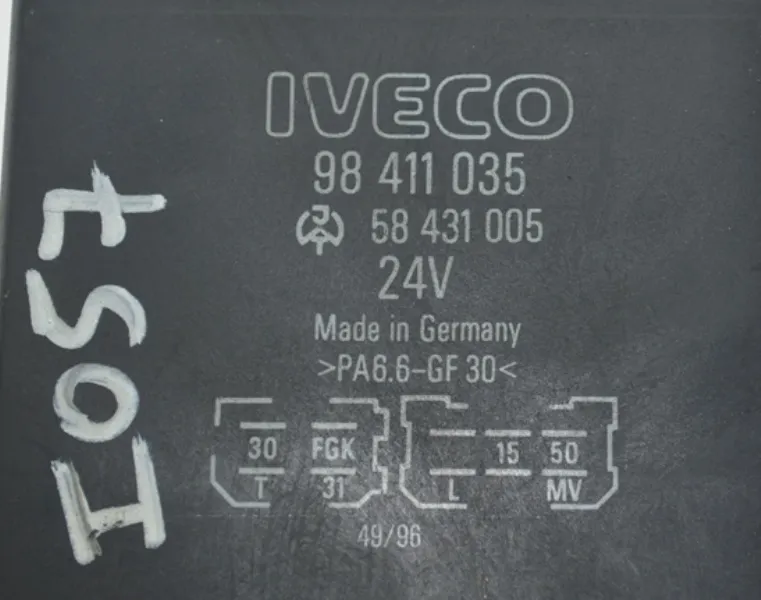 IVECO
98 411 035
58 431 005
24V
Made in Germany
>PA6.6-GF 30<
30 FGK 15 50
T 31 L MV
49/96
HOS7